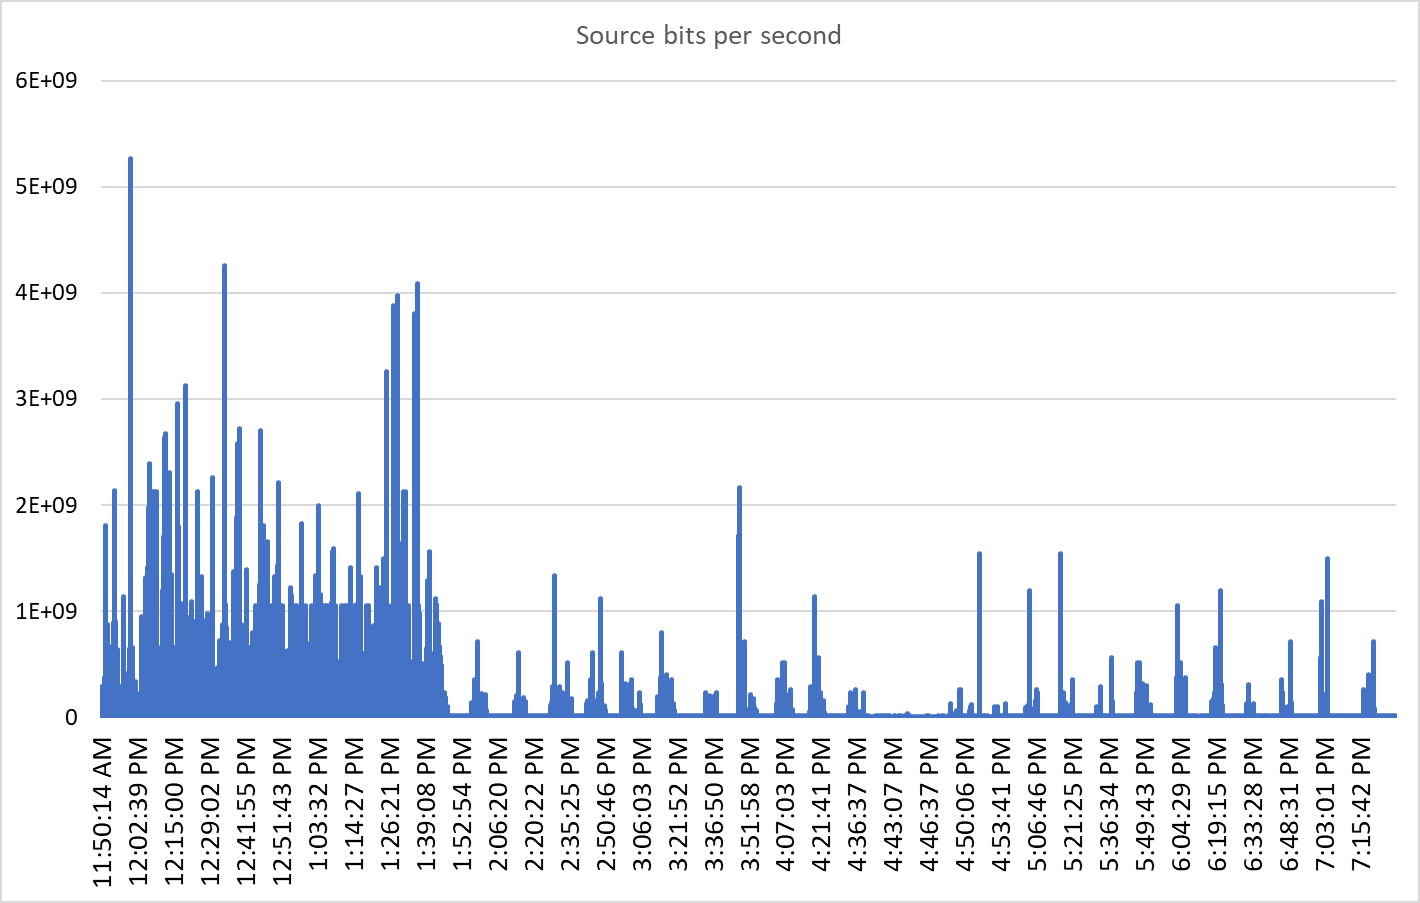 Source bits per second
6E+09
5E+09
4E+09
3E+09
2E+09
1E+09
0
11:50:14 AM
12:02:39 PM
12:15:00 PM
12:29:02 PM
12:41:55 PM
12:51:43 PM
1:03:32 PM
1:14:27 PM
1:26:21 PM
1:39:08 PM
1:52:54 PM
2:06:20 PM
2:20:22 PM
2:35:25 PM
2:50:46 PM
3:06:03 PM
3:21:52 PM
3:36:50 PM
3:51:58 PM
4:07:03 PM
4:21:41 PM
4:36:37 PM
4:43:07 PM
4:46:37 PM
4:50:06 PM
4:53:41 PM
5:06:46 PM
5:21:25 PM
5:36:34 PM
5:49:43 PM
6:04:29 PM
6:19:15 PM
6:33:28 PM
6:48:31 PM
7:03:01 PM
7:15:42 PM